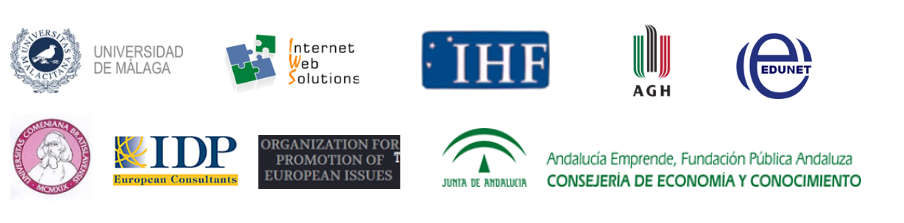 UNIVERSITAS
MALACITANA
UNIVERSIDAD
DE MÁLAGA
Internet
Web
Solutions
IHF
AGH
e
EDUNET
UNIVERSITAS COMENIANA BRATISLAVENSIS
MCMXIX
IDP
European Consultants
ORGANIZATION FOR
PROMOTION OF
EUROPEAN ISSUES
T
JUNTA DE ANDALUCIA
Andalucía Emprende, Fundación Pública Andaluza
CONSEJERÍA DE ECONOMÍA Y CONOCIMIENTO